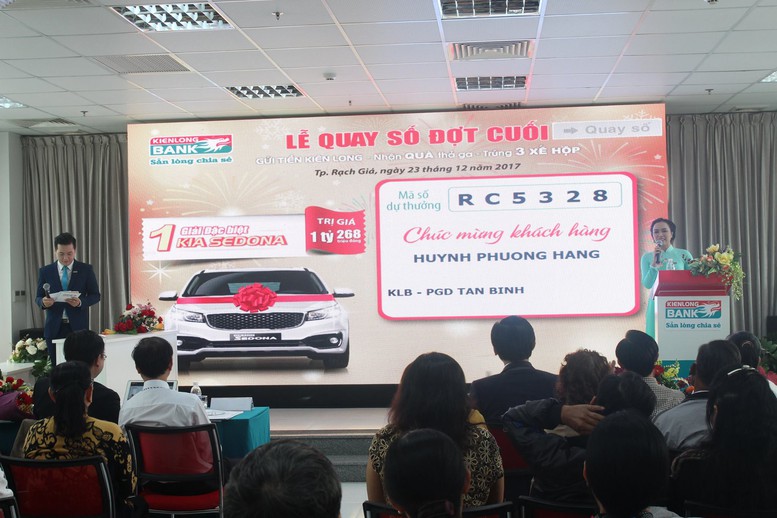 KIENLONG
BANK
Sẵn lòng chia sẻ
LỄ QUAY SỐ ĐỢT CUỐI
Quay số
GỬI TIỀN KIÊN LONG - Nhận QUÀ thả ga - Trúng 3 XE HỘP
Tp. Rạch Giá, ngày 23 tháng 12 năm 2017
Mã số
dự thưởng
RC5328
1 Giải Đặc biệt
KIA SEDONA
TRỊ GIÁ
1 tỷ 268
triệu đồng
Chúc mừng khách hàng
HUYNH PHUONG HANG
KLB - PGD TAN BINH
SEDONA
KIENLONG
BANK
Sẵn lòng chia sẻ